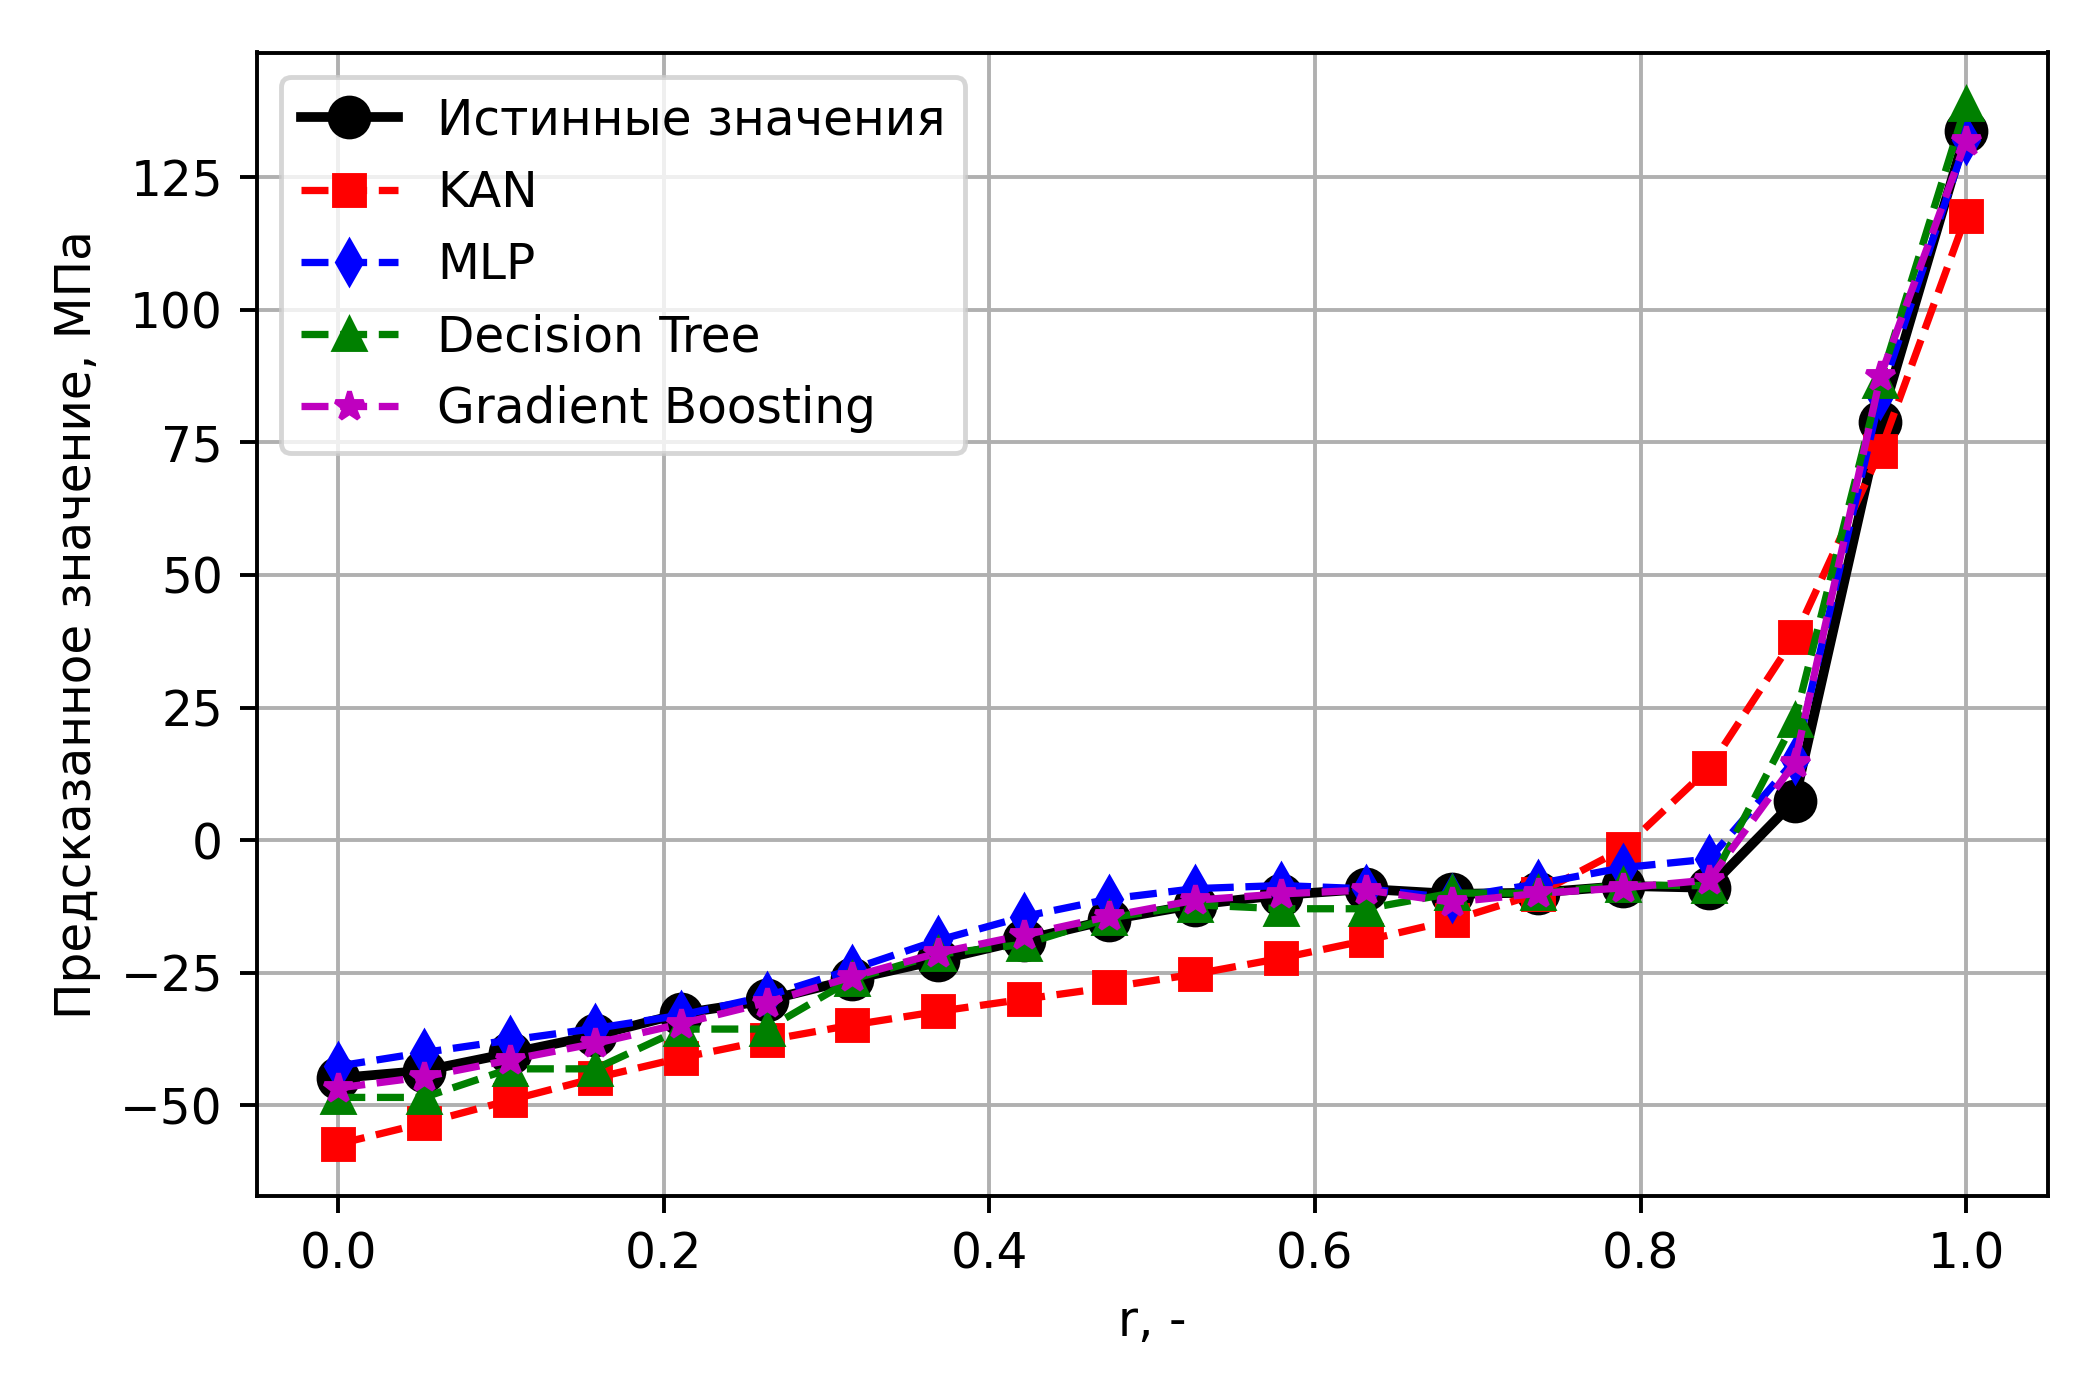 Истинные значения
KAN
MLP
Decision Tree
Gradient Boosting
Предсказанное значение, МПа
125
100
75
50
25
0
−25
−50
0.0 0.2 0.4 0.6 0.8 1.0
r, -